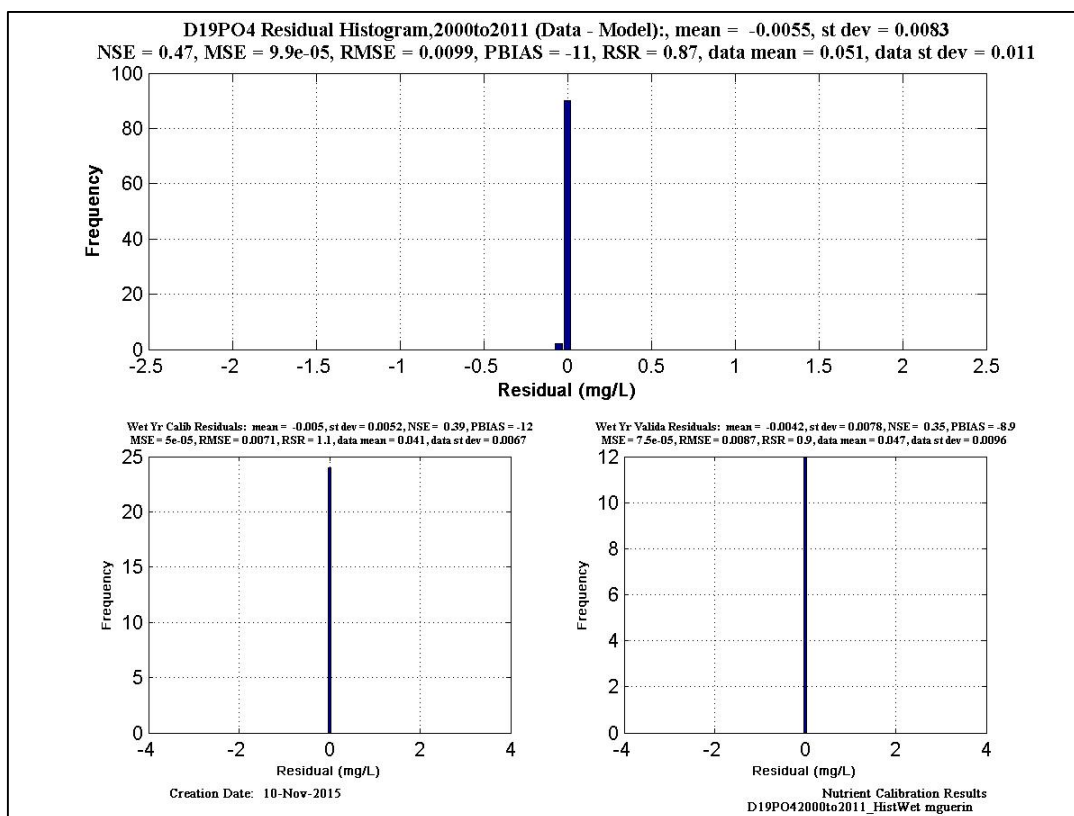 D19PO4 Residual Histogram,2000to2011 (Data - Model):, mean = -0.0055, st dev = 0.0083
NSE = 0.47, MSE = 9.9e-05, RMSE = 0.0099, PBIAS = -11, RSR = 0.87, data mean = 0.051, data st dev = 0.011
100
80
60
40
20
0
Frequency
-2.5 -2 -1.5 -1 -0.5 0 0.5 1 1.5 2 2.5
Residual (mg/L)
Wet Yr Calib Residuals: mean = -0.005, st dev = 0.0052, NSE = 0.39, PBIAS = -12
MSE = 5e-05, RMSE = 0.0071, RSR = 1.1, data mean = 0.041, data st dev = 0.0067
25
20
15
10
5
0
Frequency
-4 -2 0 2 4
Residual (mg/L)
Wet Yr Valida Residuals: mean = -0.0042, st dev = 0.0078, NSE = 0.35, PBIAS = -8.9
MSE = 7.5e-05, RMSE = 0.0087, RSR = 0.9, data mean = 0.047, data st dev = 0.0096
12
10
8
6
4
2
0
Frequency
-4 -2 0 2 4
Residual (mg/L)
Creation Date: 10-Nov-2015
Nutrient Calibration Results
D19PO42000to2011_HistWet mguerin